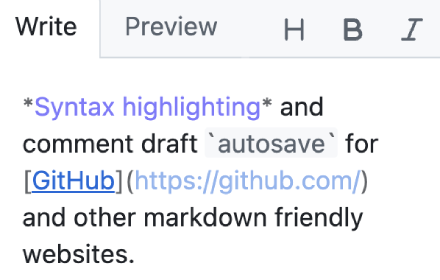 Write Preview H B I
*Syntax highlighting* and
comment draft `autosave` for
[GitHub](https://github.com/)
and other markdown friendly
websites.